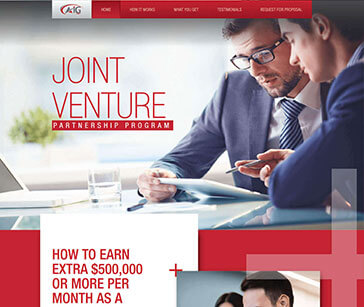 AIG
HOME HOW IT WORKS WHAT YOU GET TESTIMONIALS REQUEST FOR PROPOSAL
JOINT
VENTURE
PARTNERSHIP PROGRAM
HOW TO EARN
EXTRA $500,000
OR MORE PER
MONTH AS A